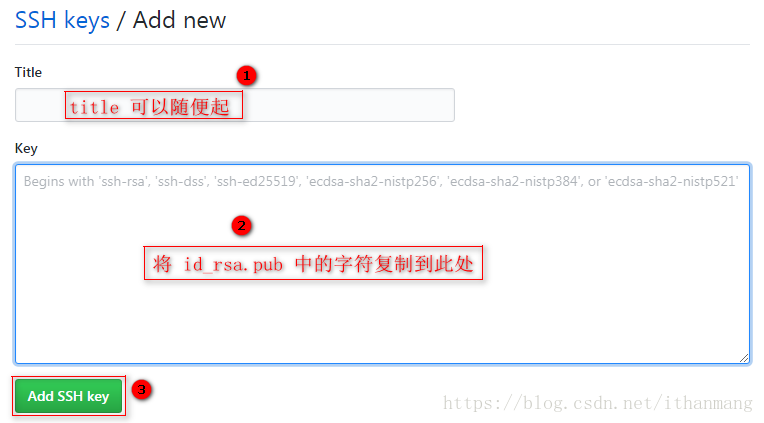 SSH keys / Add new
1
Title
title 可以随便起
Key
Begins with 'ssh-rsa', 'ssh-dss', 'ssh-ed25519', 'ecdsa-sha2-nistp256', 'ecdsa-sha2-nistp384', or 'ecdsa-sha2-nistp521'
2
将 id_rsa.pub 中的字符复制到此处
Add SSH key
3
https://blog.csdn.net/ithanmang